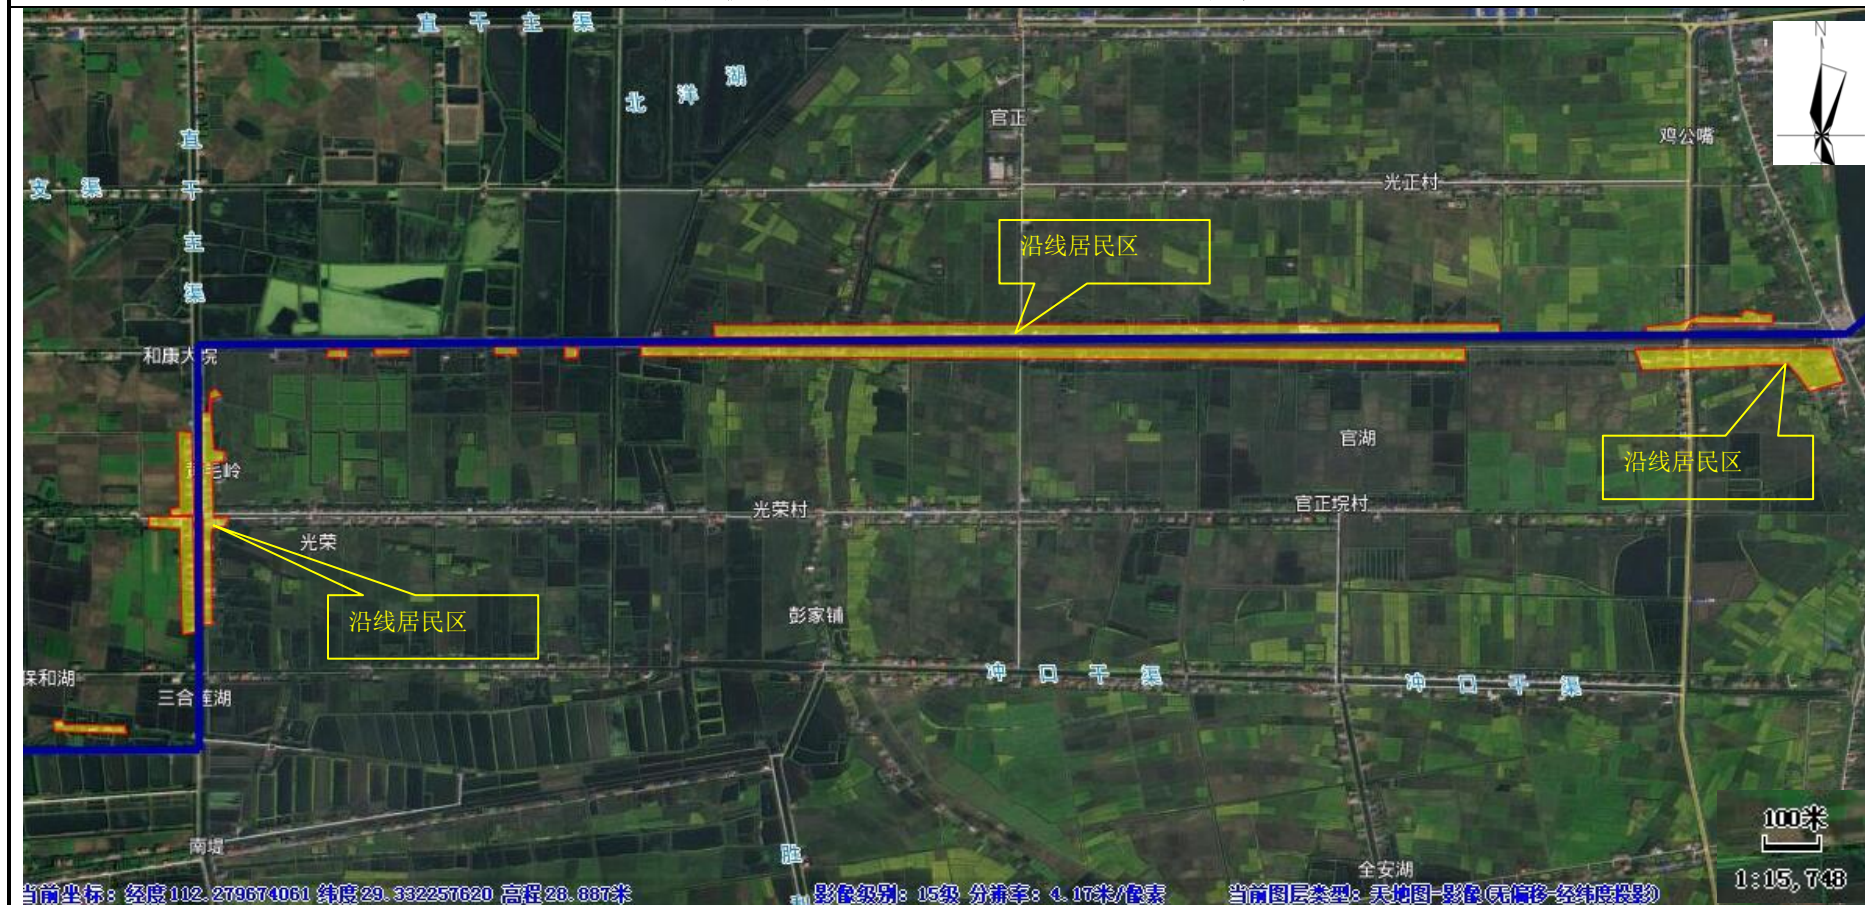 直干主渠
N
北洋湖
官正
鸡公嘴
直干主渠
支渠
光正村
沿线居民区
和康大垸
官湖
黄毛岭
沿线居民区
光荣村
官正垸村
光荣
沿线居民区
彭家铺
冲口干渠
冲口干渠
保和湖
三合莲湖
100米
南堤
胜利
全安湖
1:15,748
当前坐标：经度112.279674061 纬度29.332257620 高程28.887米
影像级别：15级 分辨率：4.17米/像素
当前图层类型：天地图-影像(无偏移-经纬度投影)